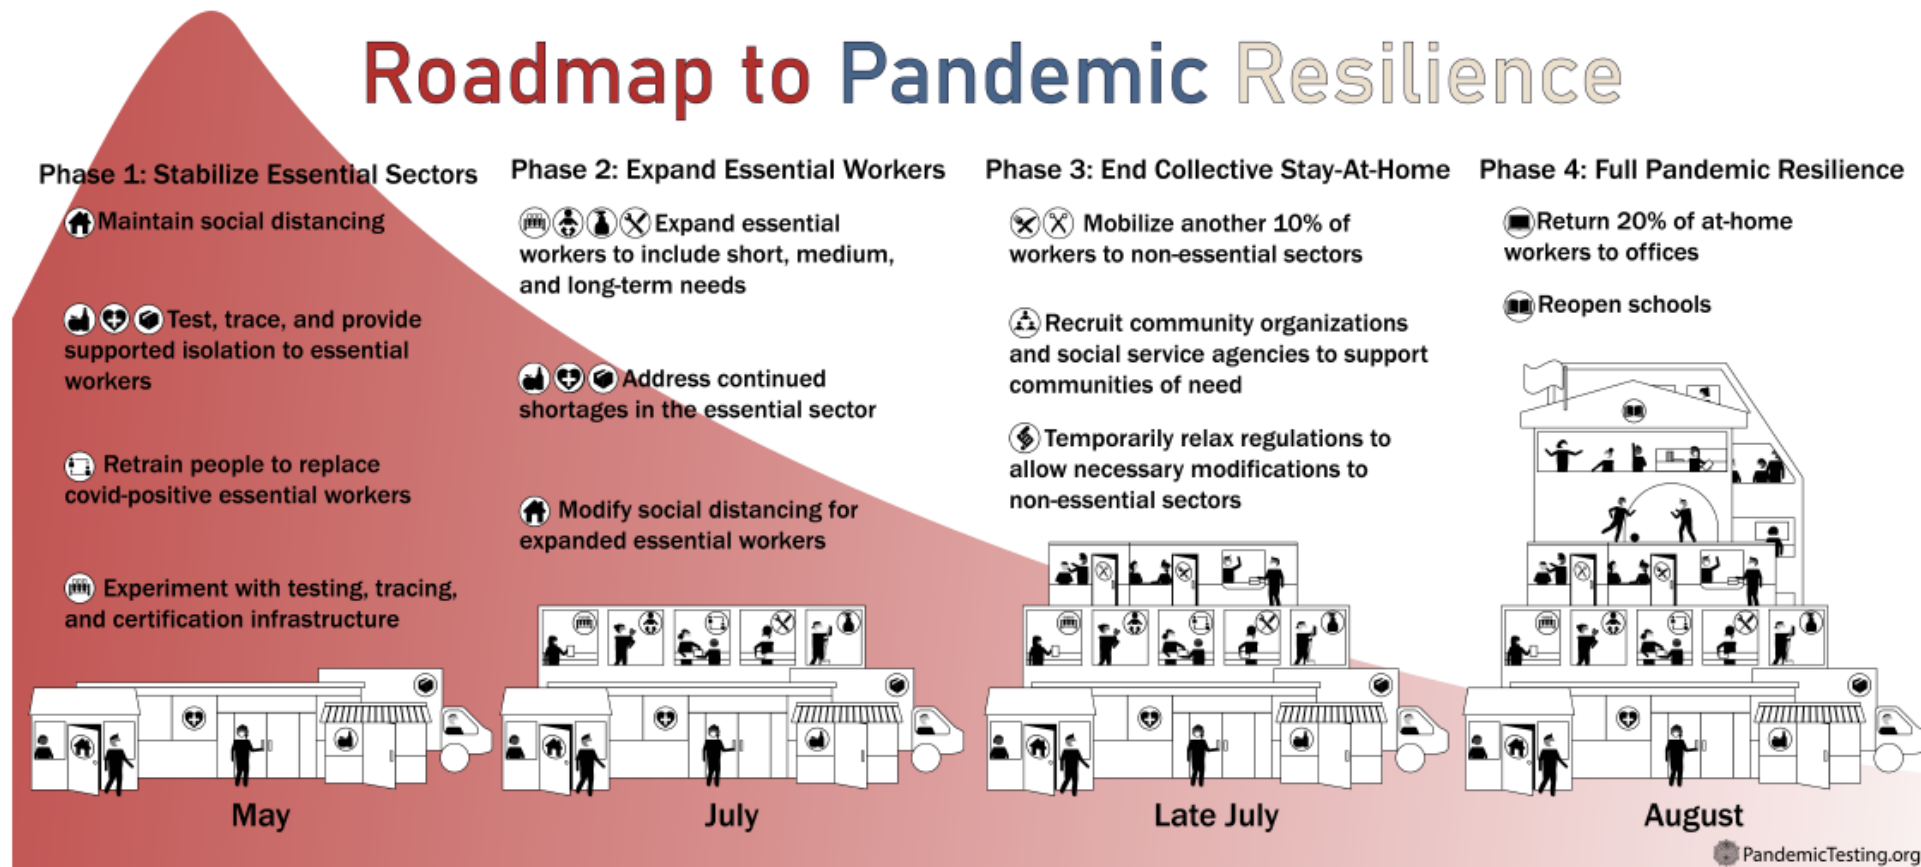 Roadmap to Pandemic Resilience
Phase 1: Stabilize Essential Sectors
Maintain social distancing
Test, trace, and provide
supported isolation to essential
workers
Retrain people to replace
covid-positive essential workers
Experiment with testing, tracing,
and certification infrastructure
May
Phase 2: Expand Essential Workers
Expand essential
workers to include short, medium,
and long-term needs
Address continued
shortages in the essential sector
Modify social distancing for
expanded essential workers
July
Phase 3: End Collective Stay-At-Home
Mobilize another 10% of
workers to non-essential sectors
Recruit community organizations
and social service agencies to support
communities of need
Temporarily relax regulations to
allow necessary modifications to
non-essential sectors
Late July
Phase 4: Full Pandemic Resilience
Return 20% of at-home
workers to offices
Reopen schools
August
PandemicTesting.org